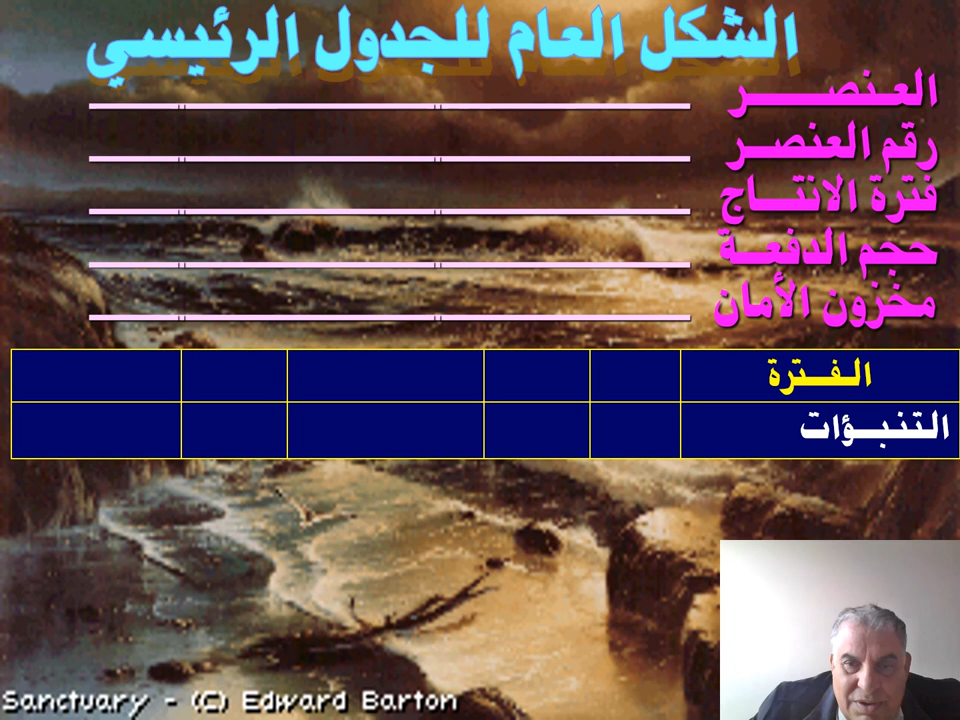 الشكل العام للجدول الرئيسي
العنصر
رقم العنصر
فترة الانتاج
حجم الدفعة
مخزون الأمان
الفترة
التنبؤات
Sanctuary - (C) Edward Barton